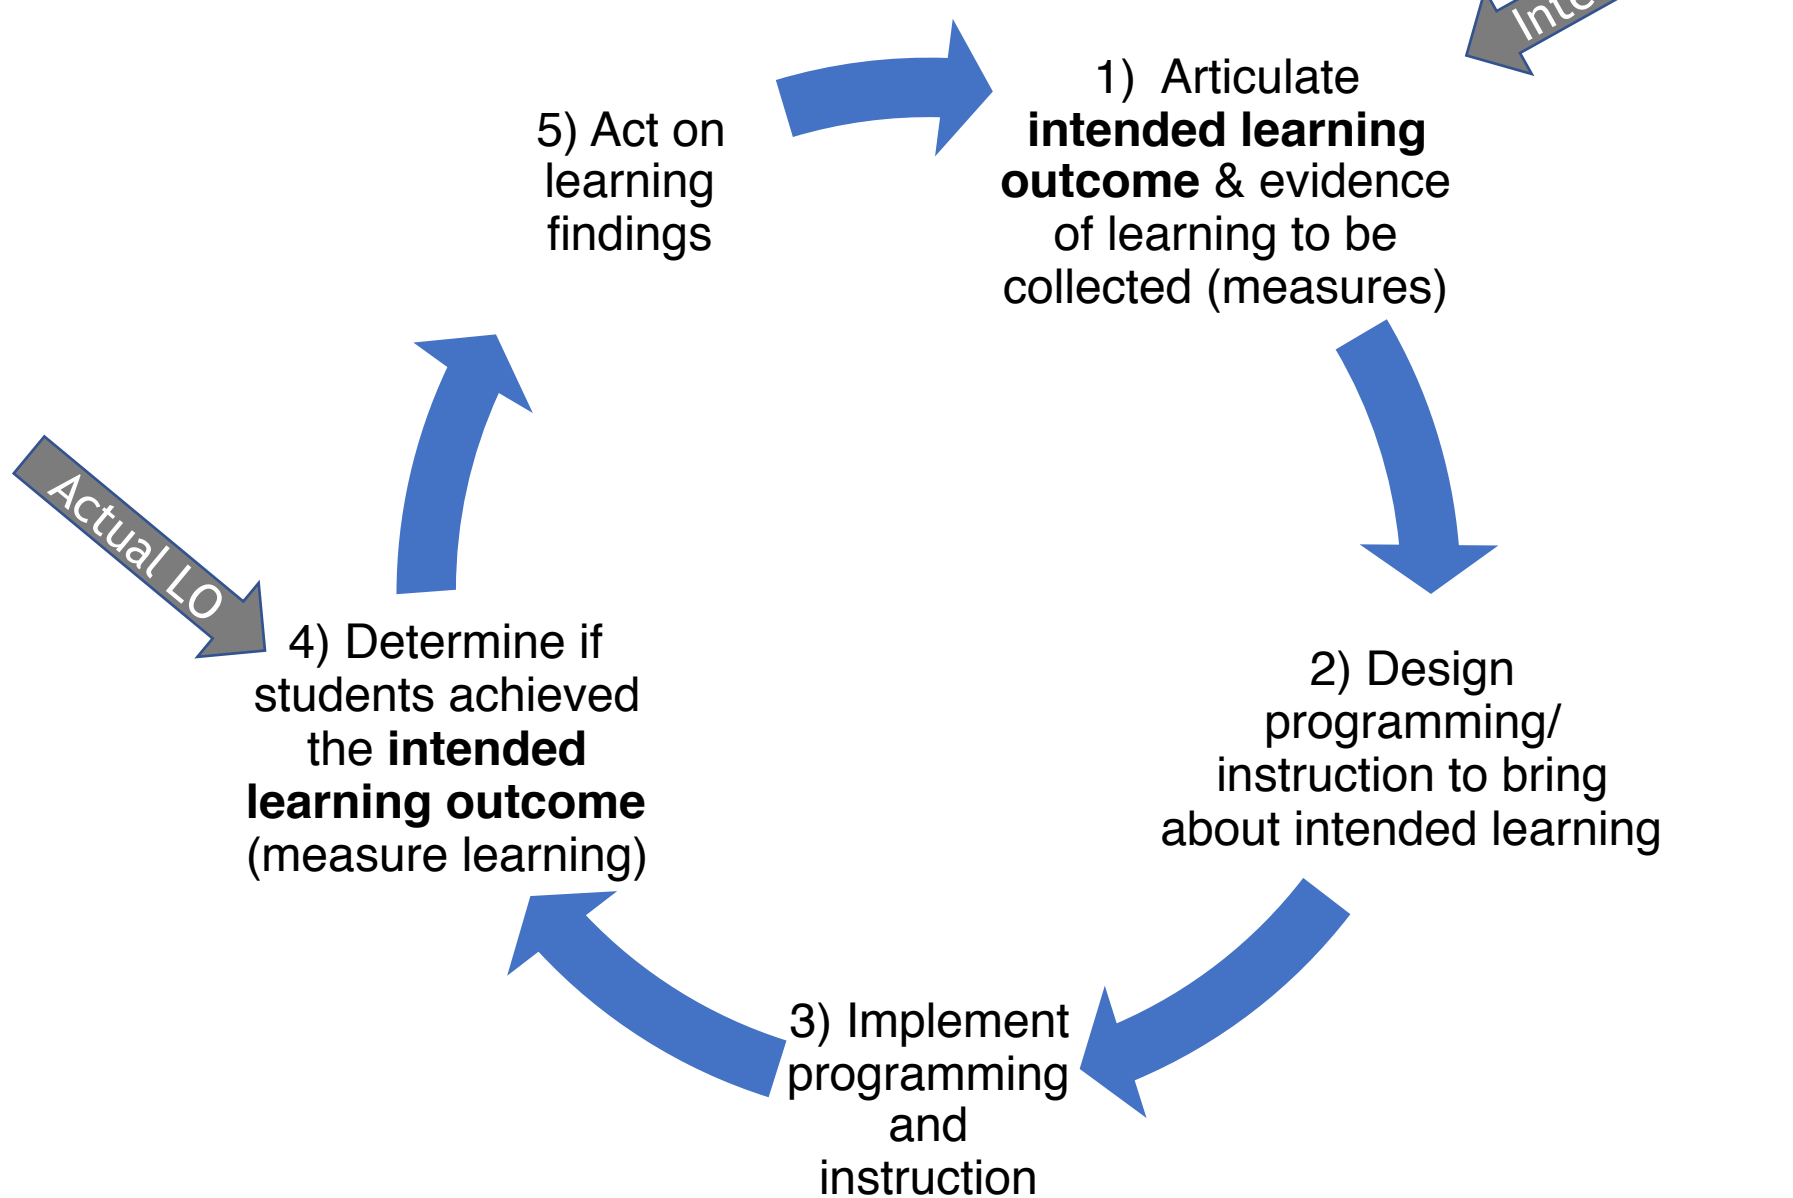 1) Articulate
intended learning
outcome & evidence
of learning to be
collected (measures)
2) Design
programming/
instruction to bring
about intended learning
3) Implement
programming
and
instruction
4) Determine if
students achieved
the intended
learning outcome
(measure learning)
Actual LO
5) Act on
learning
findings